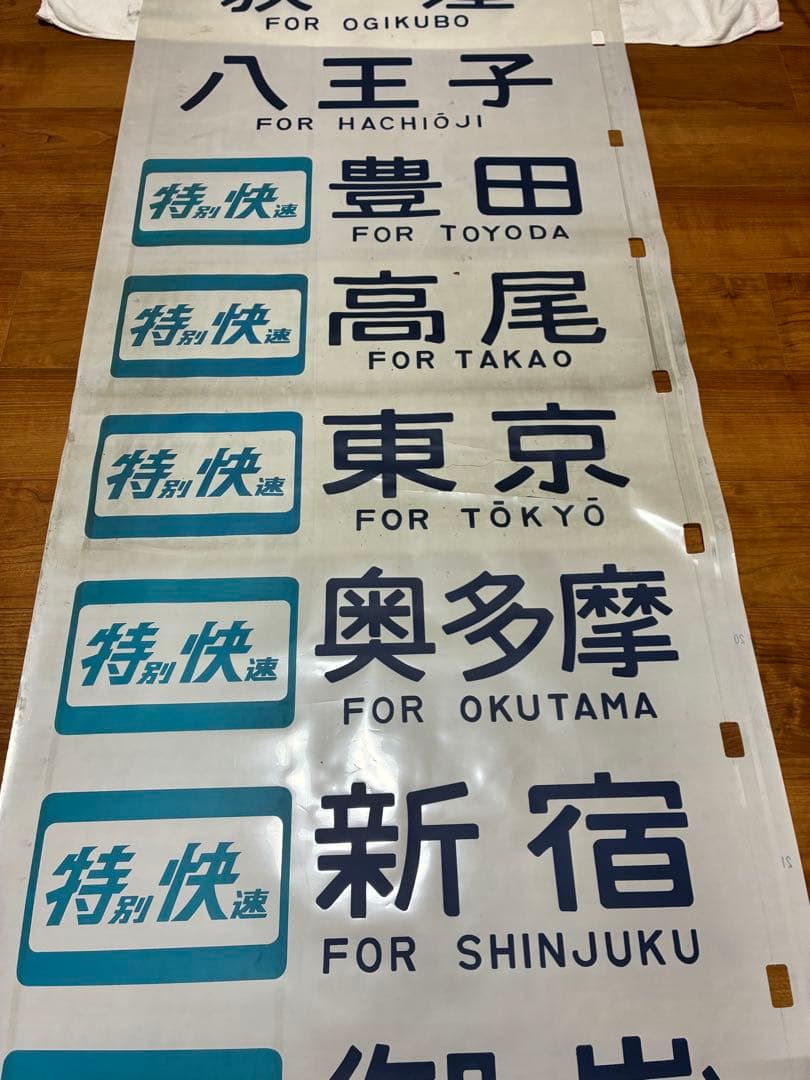 FOR OGIKUBO
八王子
FOR HACHIŌJI
特別快速 豊田
FOR TOYODA
特別快速 高尾
FOR TAKAO
特別快速 東京
FOR TŌKYŌ
特別快速 奥多摩
FOR OKUTAMA
20
特別快速 新宿
FOR SHINJUKU
21